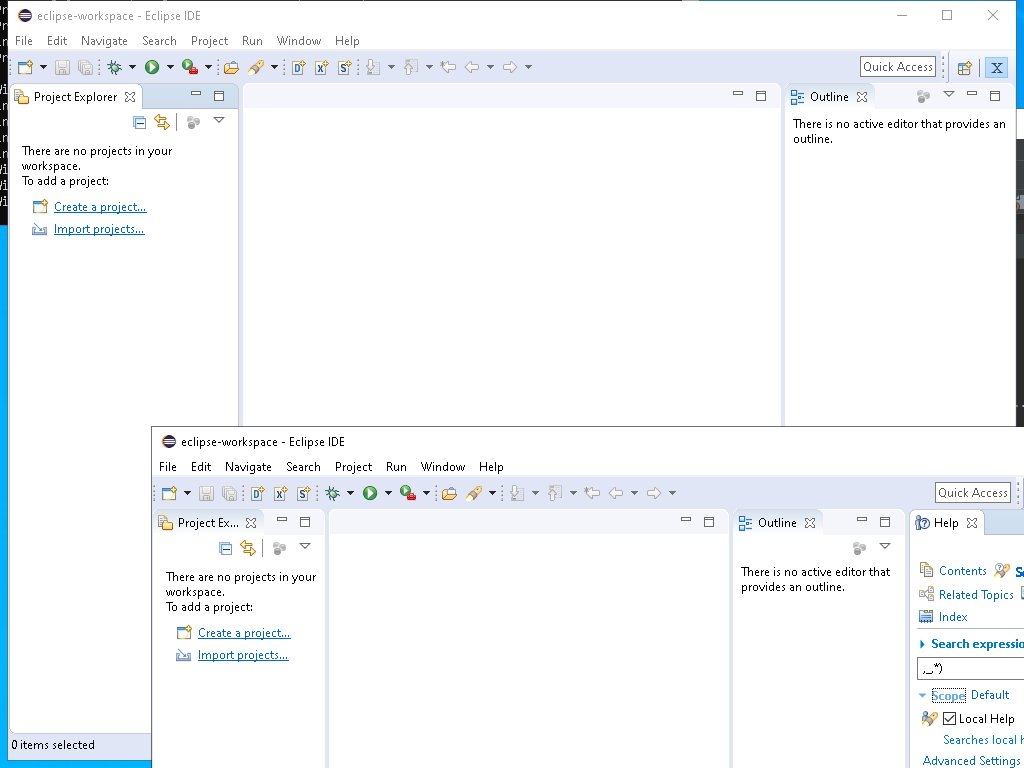 eclipse-workspace - Eclipse IDE
File Edit Navigate Search Project Run Window Help
Quick Access
Project Explorer
Outline
There are no projects in your
workspace.
To add a project:
Create a project...
Import projects...
There is no active editor that provides an
outline.
0 items selected
eclipse-workspace - Eclipse IDE
File Edit Navigate Search Project Run Window Help
Quick Access
Project Ex...
Outline
Help
There are no projects in your
workspace.
To add a project:
Create a project...
Import projects...
There is no active editor that
provides an outline.
Contents
Related Topics
Index
Search expressio
,_*)
Scope Default
Local Help
Searches local h
Advanced Settings